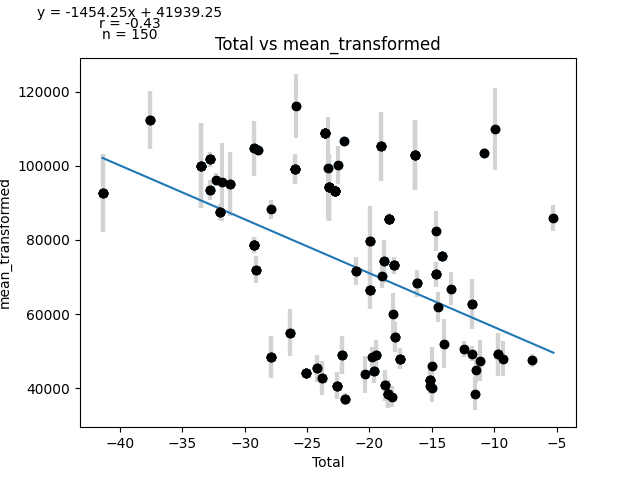 y = -1454.25x + 41939.25
r = -0.43
n = 150
Total vs mean_transformed
120000
100000
80000
60000
40000
mean_transformed
−40 −35 −30 −25 −20 −15 −10 −5
Total